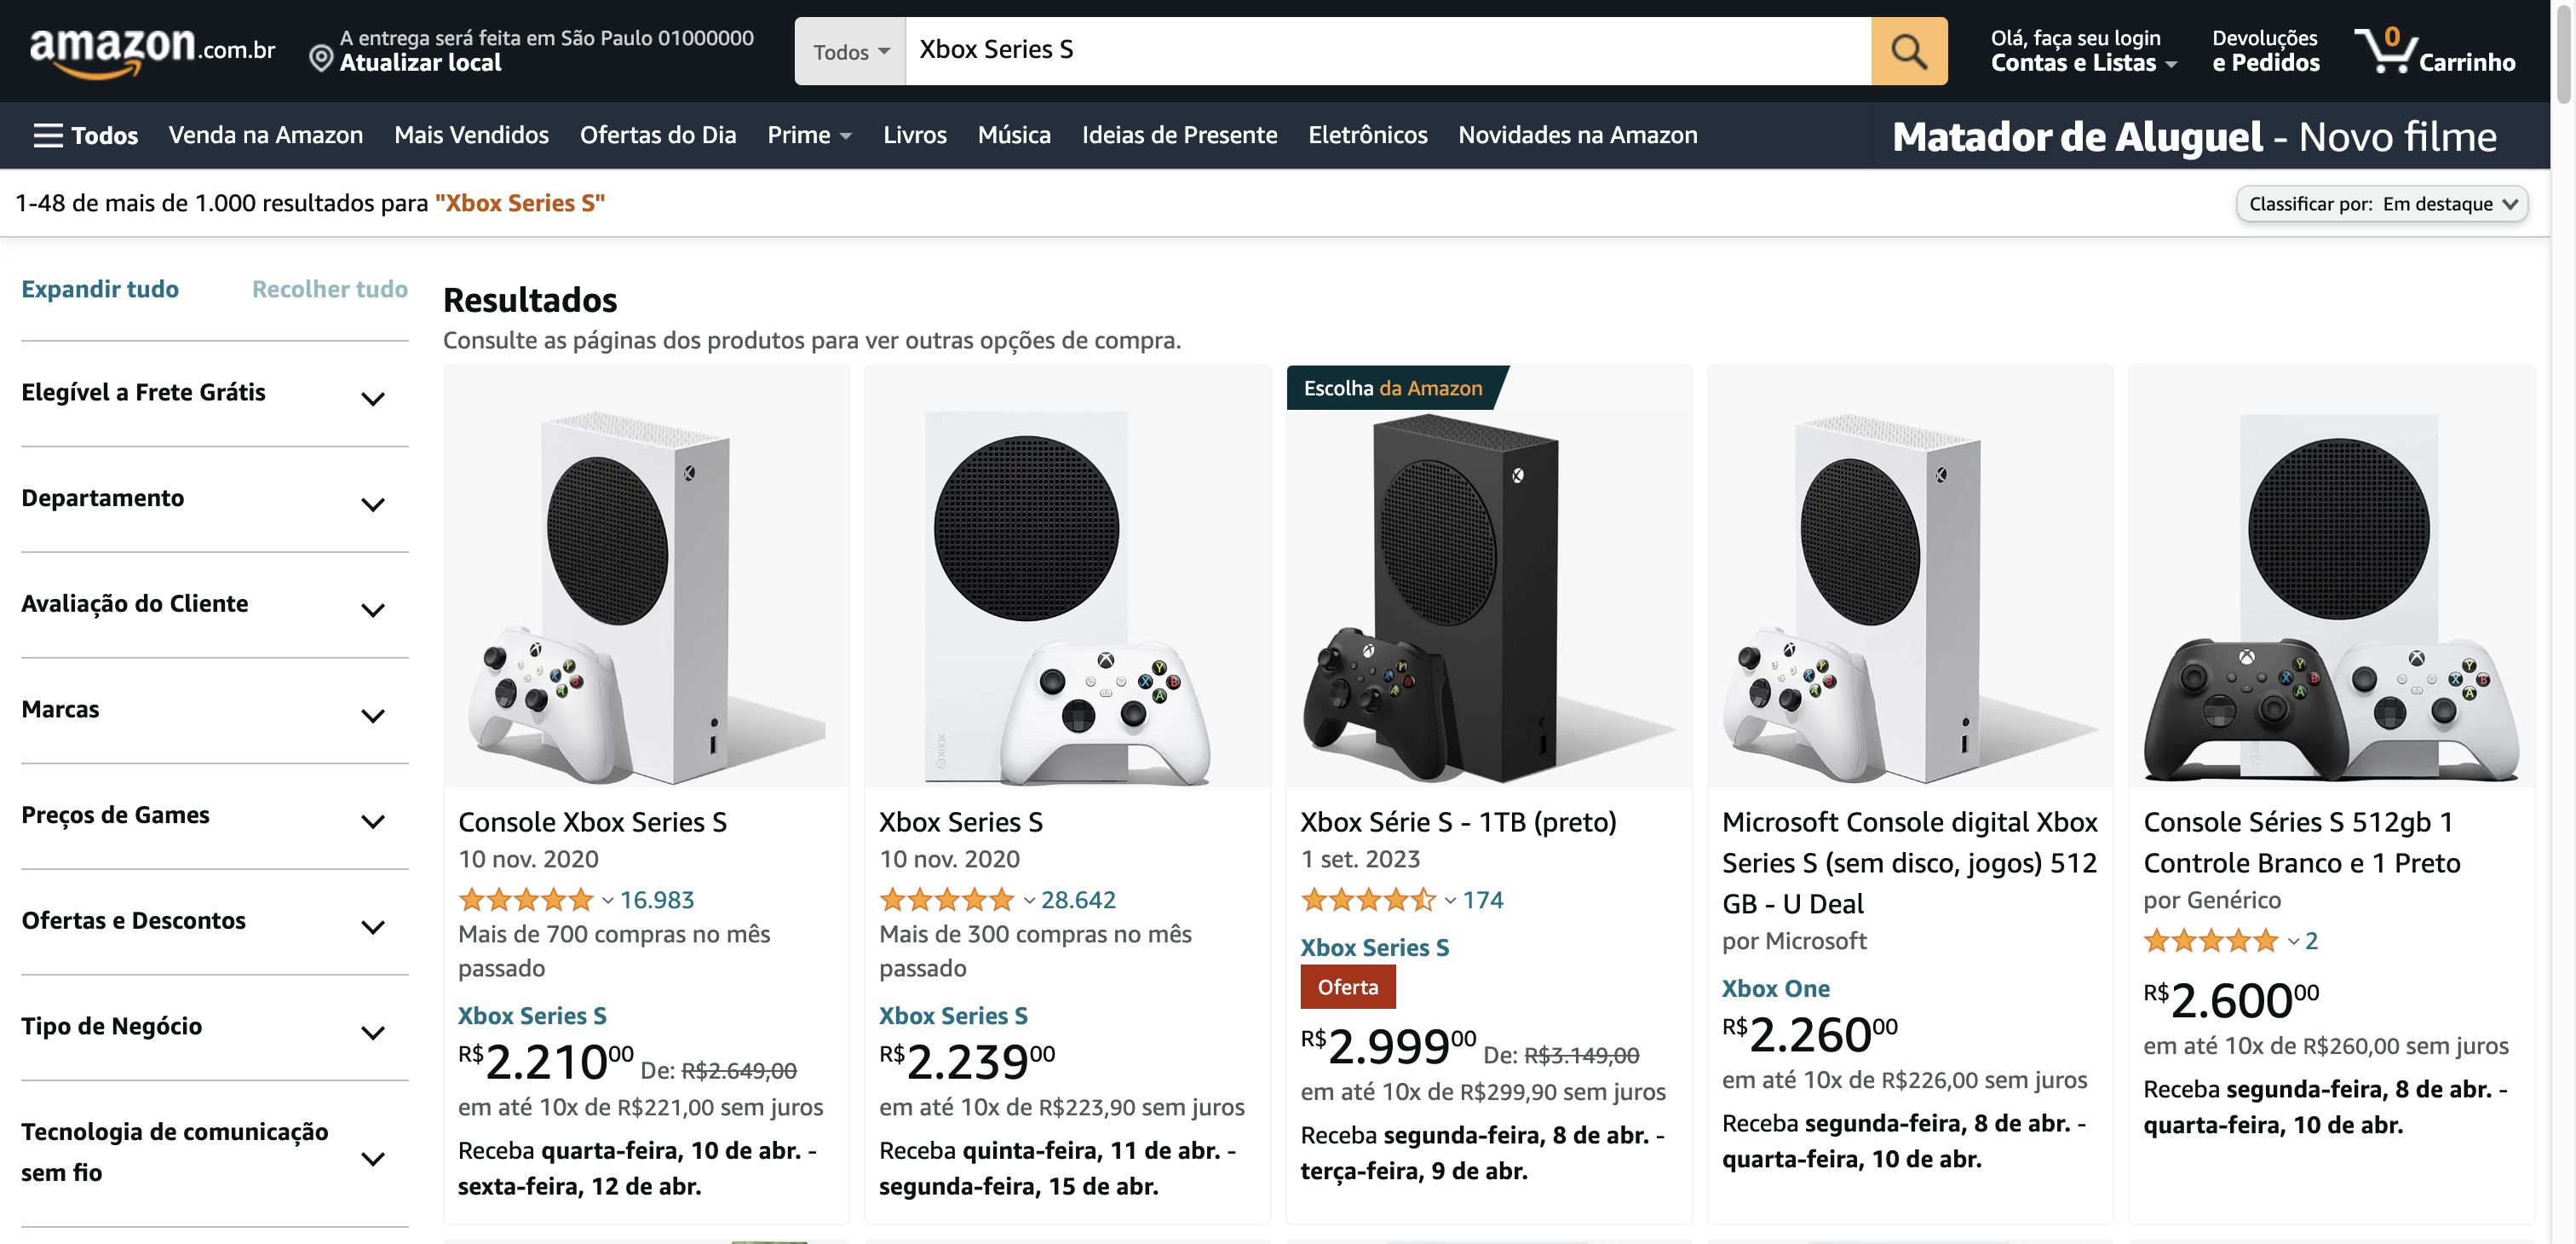 amazon.com.br
A entrega será feita em São Paulo 01000000
Atualizar local
Todos
Xbox Series S
Olá, faça seu login
Contas e Listas
Devoluções
e Pedidos
0
Carrinho
Todos
Venda na Amazon
Mais Vendidos
Ofertas do Dia
Prime
Livros
Música
Ideias de Presente
Eletrônicos
Novidades na Amazon
Matador de Aluguel - Novo filme
1-48 de mais de 1.000 resultados para "Xbox Series S"
Classificar por: Em destaque
Expandir tudo
Recolher tudo
Elegível a Frete Grátis
Departamento
Avaliação do Cliente
Marcas
Preços de Games
Ofertas e Descontos
Tipo de Negócio
Tecnologia de comunicação
sem fio
Resultados
Consulte as páginas dos produtos para ver outras opções de compra.
Console Xbox Series S
10 nov. 2020
16.983
Mais de 700 compras no mês
passado
Xbox Series S
R$2.21000 De: R$2.649,00
em até 10x de R$221,00 sem juros
Receba quarta-feira, 10 de abr. -
sexta-feira, 12 de abr.
XBOX
Xbox Series S
10 nov. 2020
28.642
Mais de 300 compras no mês
passado
Xbox Series S
R$2.23900
em até 10x de R$223,90 sem juros
Receba quinta-feira, 11 de abr. -
segunda-feira, 15 de abr.
Escolha da Amazon
Xbox Série S - 1TB (preto)
1 set. 2023
174
Xbox Series S
Oferta
R$2.99900 De: R$3.149,00
em até 10x de R$299,90 sem juros
Receba segunda-feira, 8 de abr. -
terça-feira, 9 de abr.
Microsoft Console digital Xbox
Series S (sem disco, jogos) 512
GB - U Deal
por Microsoft
Xbox One
R$2.26000
em até 10x de R$226,00 sem juros
Receba segunda-feira, 8 de abr. -
quarta-feira, 10 de abr.
Console Séries S 512gb 1
Controle Branco e 1 Preto
por Genérico
2
R$2.60000
em até 10x de R$260,00 sem juros
Receba segunda-feira, 8 de abr. -
quarta-feira, 10 de abr.